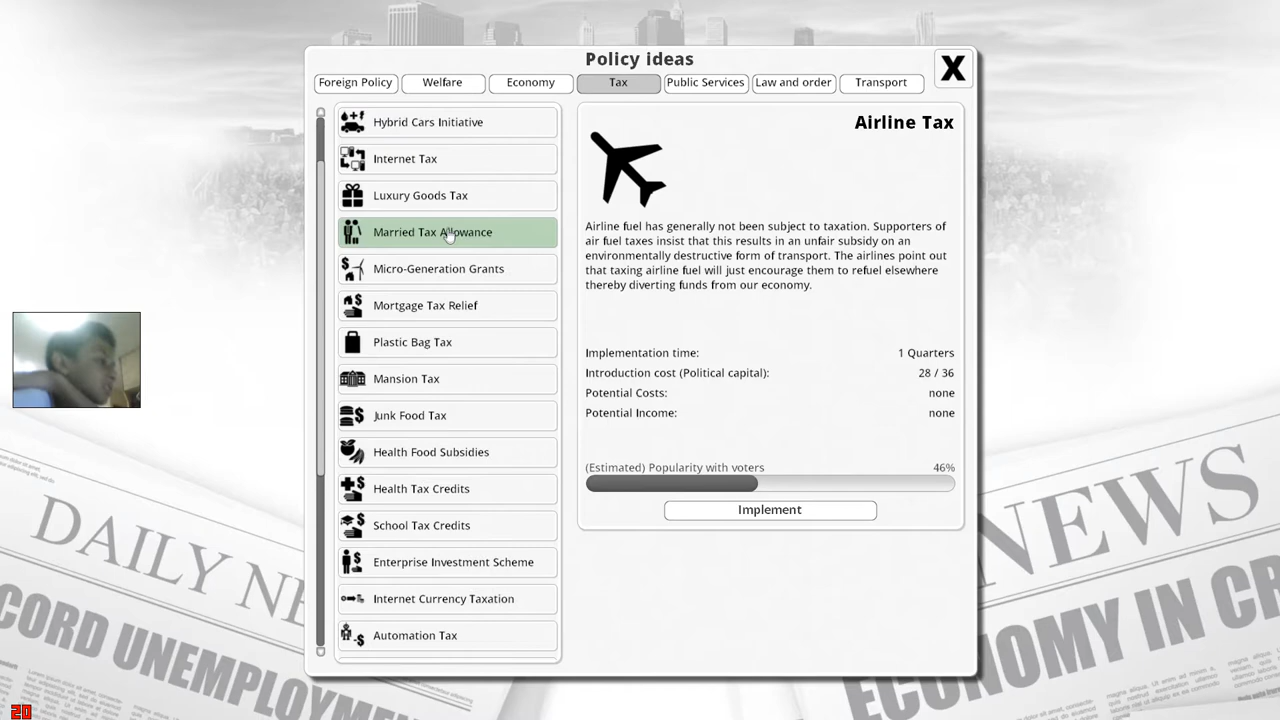 Policy ideas
X
Foreign Policy
Welfare
Economy
Tax
Public Services
Law and order
Transport
Hybrid Cars Initiative
Internet Tax
Luxury Goods Tax
Married Tax Allowance
Micro-Generation Grants
Mortgage Tax Relief
Plastic Bag Tax
Mansion Tax
Junk Food Tax
Health Food Subsidies
Health Tax Credits
School Tax Credits
Enterprise Investment Scheme
Internet Currency Taxation
Automation Tax
Airline Tax
Airline fuel has generally not been subject to taxation. Supporters of
air fuel taxes insist that this results in an unfair subsidy on an
environmentally destructive form of transport. The airlines point out
that taxing airline fuel will just encourage them to refuel elsewhere
thereby diverting funds from our economy.
Implementation time: 1 Quarters
Introduction cost (Political capital): 28 / 36
Potential Costs: none
Potential Income: none
(Estimated) Popularity with voters 46%
Implement
DAILY NE
CORD UNEMPLOYM
NEWS
ECONOMY IN CR
20